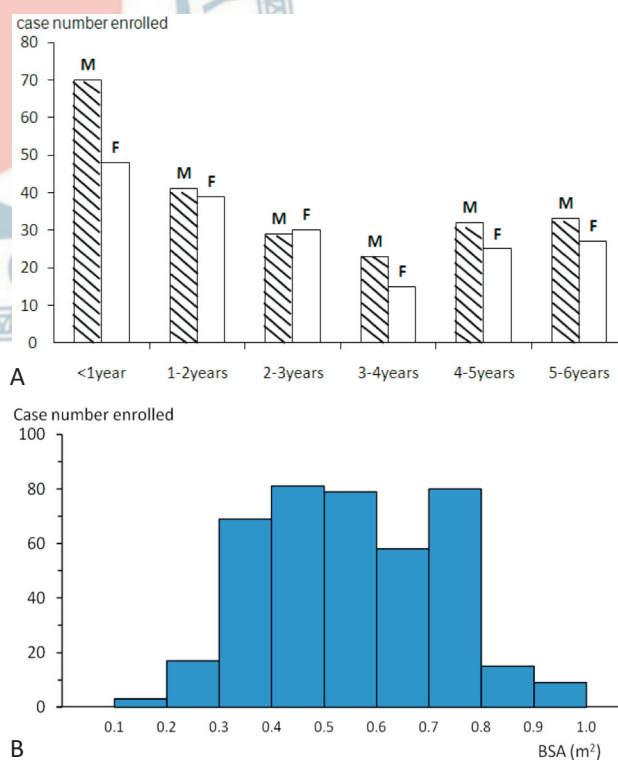 case number enrolled
80
70
60
50
40
30
20
10
0
M
F
M
F
M
F
M
F
M
F
M
F
<1year 1-2years 2-3years 3-4years 4-5years 5-6years
A
Case number enrolled
100
80
60
40
20
0
0.1 0.2 0.3 0.4 0.5 0.6 0.7 0.8 0.9 1.0
B
BSA (m²)